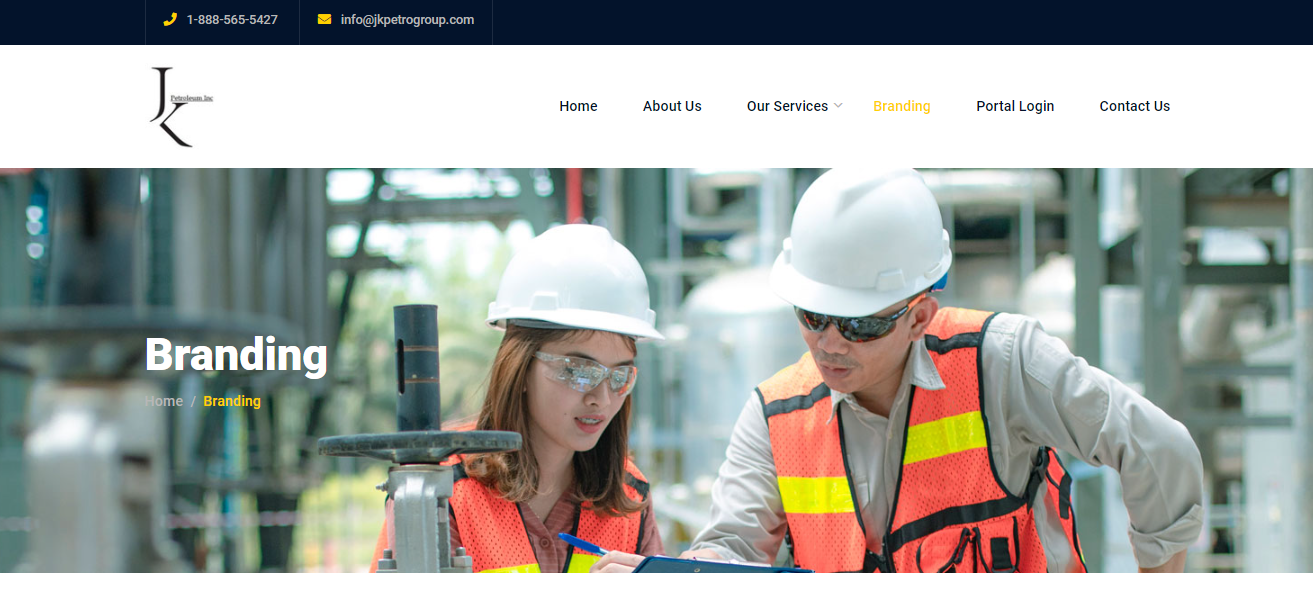 1-888-565-5427 info@jkpetrogroup.com
JK
Petroleum Inc
Home About Us Our Services Branding Portal Login Contact Us
Branding
Home / Branding